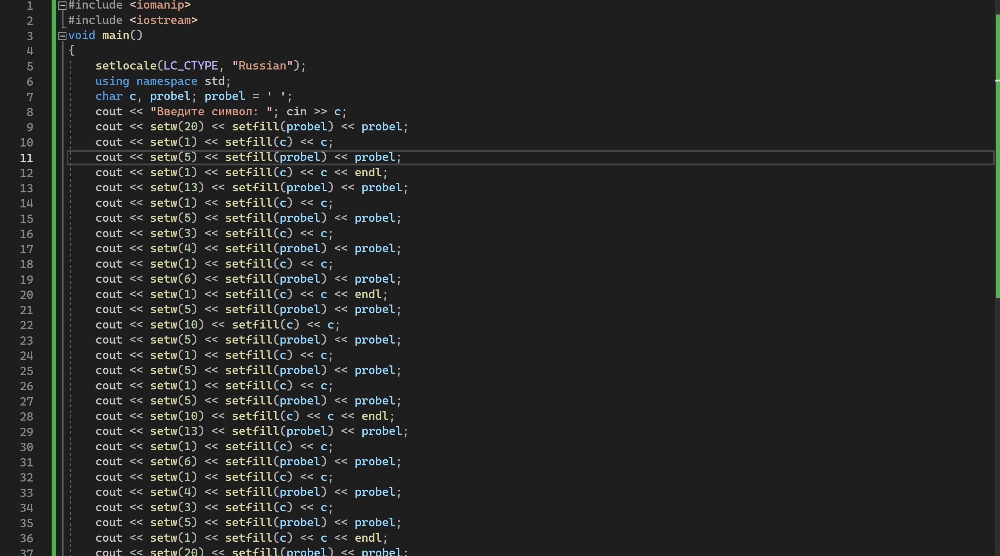 1 #include <iomanip>
2 #include <iostream>
3 void main()
4 {
5 setlocale(LC_CTYPE, "Russian");
6 using namespace std;
7 char c, probel; probel = ' ';
8 cout << "Введите символ: "; cin >> c;
9 cout << setw(20) << setfill(probel) << probel;
10 cout << setw(1) << setfill(c) << c;
11 cout << setw(5) << setfill(probel) << probel;
12 cout << setw(1) << setfill(c) << c << endl;
13 cout << setw(13) << setfill(probel) << probel;
14 cout << setw(1) << setfill(c) << c;
15 cout << setw(5) << setfill(probel) << probel;
16 cout << setw(3) << setfill(c) << c;
17 cout << setw(4) << setfill(probel) << probel;
18 cout << setw(1) << setfill(c) << c;
19 cout << setw(6) << setfill(probel) << probel;
20 cout << setw(1) << setfill(c) << c << endl;
21 cout << setw(5) << setfill(probel) << probel;
22 cout << setw(10) << setfill(c) << c;
23 cout << setw(5) << setfill(probel) << probel;
24 cout << setw(1) << setfill(c) << c;
25 cout << setw(5) << setfill(probel) << probel;
26 cout << setw(1) << setfill(c) << c;
27 cout << setw(5) << setfill(probel) << probel;
28 cout << setw(10) << setfill(c) << c << endl;
29 cout << setw(13) << setfill(probel) << probel;
30 cout << setw(1) << setfill(c) << c;
31 cout << setw(6) << setfill(probel) << probel;
32 cout << setw(1) << setfill(c) << c;
33 cout << setw(4) << setfill(probel) << probel;
34 cout << setw(3) << setfill(c) << c;
35 cout << setw(5) << setfill(probel) << probel;
36 cout << setw(1) << setfill(c) << c << endl;
37 cout << setw(20) << setfill(probel) << probel;